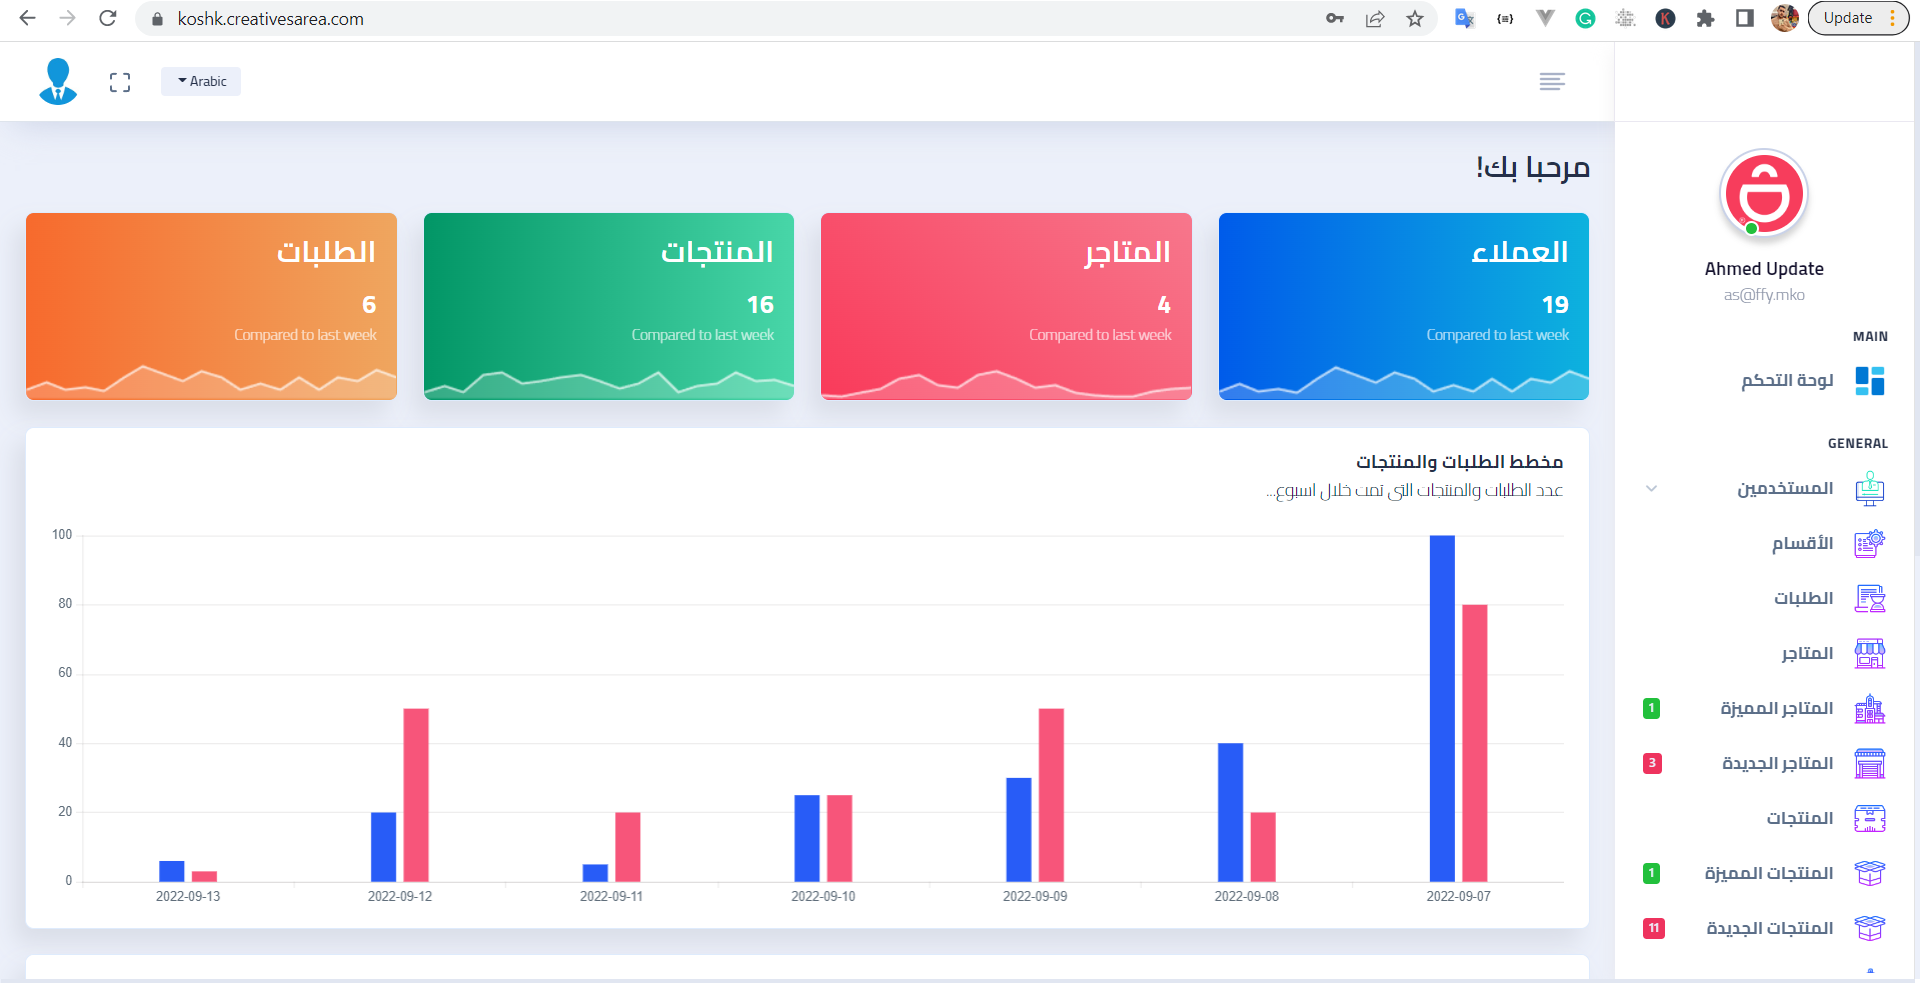 koshk.creativesarea.com
Update
Arabic
مرحبا بك!
العملاء
19
Compared to last week
المتاجر
4
Compared to last week
المنتجات
16
Compared to last week
الطلبات
6
Compared to last week
مخطط الطلبات والمنتجات
عدد الطلبات والمنتجات التى تمت خلال اسبوع...
100
80
60
40
20
0
2022-09-13
2022-09-12
2022-09-11
2022-09-10
2022-09-09
2022-09-08
2022-09-07
Ahmed Update
as@ffy.mko
MAIN
لوحة التحكم
GENERAL
المستخدمين
الأقسام
الطلبات
المتاجر
المتاجر المميزة 1
المتاجر الجديدة 3
المنتجات
المنتجات المميزة 1
المنتجات الجديدة 11